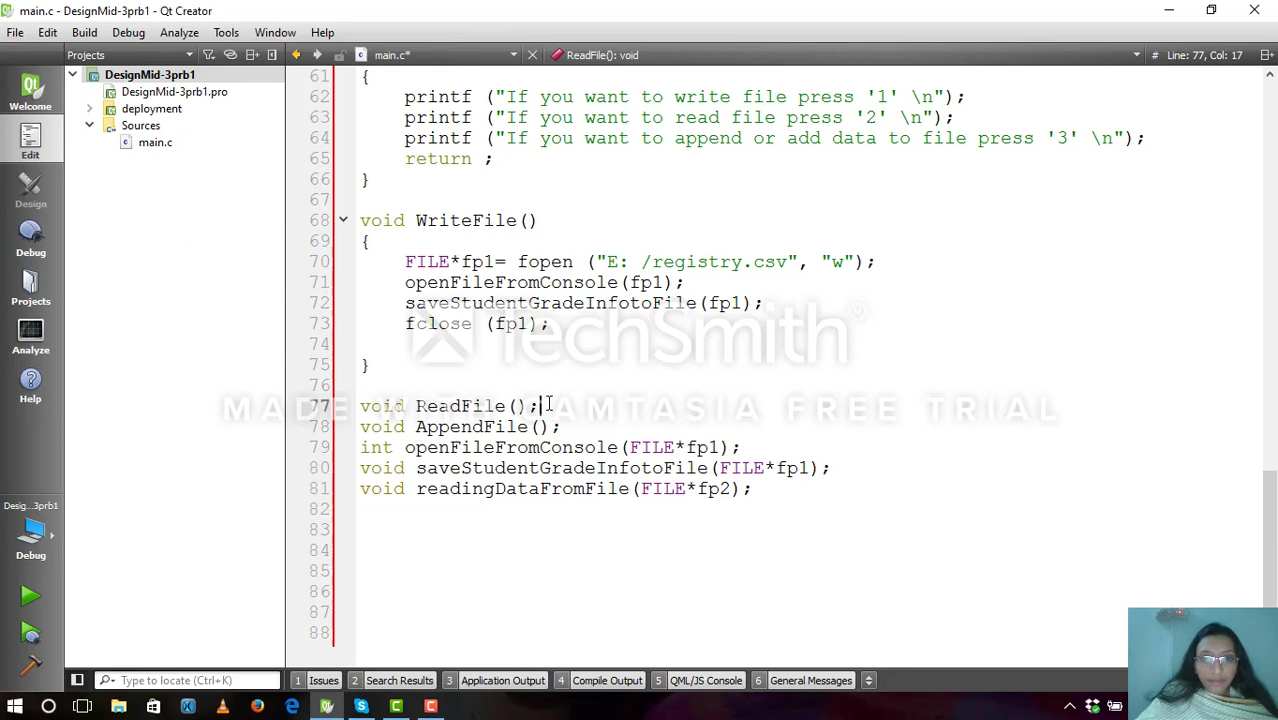 main.c - DesignMid-3prb1 - Qt Creator
File Edit Build Debug Analyze Tools Window Help
Projects main.c* ReadFile(): void # Line: 77, Col: 17
Welcome
Edit
Design
Debug
Projects
Analyze
Help
Desig...3prb1
Debug
DesignMid-3prb1
DesignMid-3prb1.pro
deployment
Sources
main.c
61 {
62 printf ("If you want to write file press '1' \n");
63 printf ("If you want to read file press '2' \n");
64 printf ("If you want to append or add data to file press '3' \n");
65 return ;
66 }
67
68 void WriteFile()
69 {
70 FILE*fp1= fopen ("E: /registry.csv", "w");
71 openFileFromConsole(fp1);
72 saveStudentGradeInfotoFile(fp1);
73 fclose (fp1);
74
75 }
76
77 void ReadFile();
78 void AppendFile();
79 int openFileFromConsole(FILE*fp1);
80 void saveStudentGradeInfotoFile(FILE*fp1);
81 void readingDataFromFile(FILE*fp2);
82
83
84
85
86
87
88
TechSmith®
MADE WITH CAMTASIA FREE TRIAL
Type to locate (Ctrl+K) 1 Issues 2 Search Results 3 Application Output 4 Compile Output 5 QML/JS Console 6 General Messages